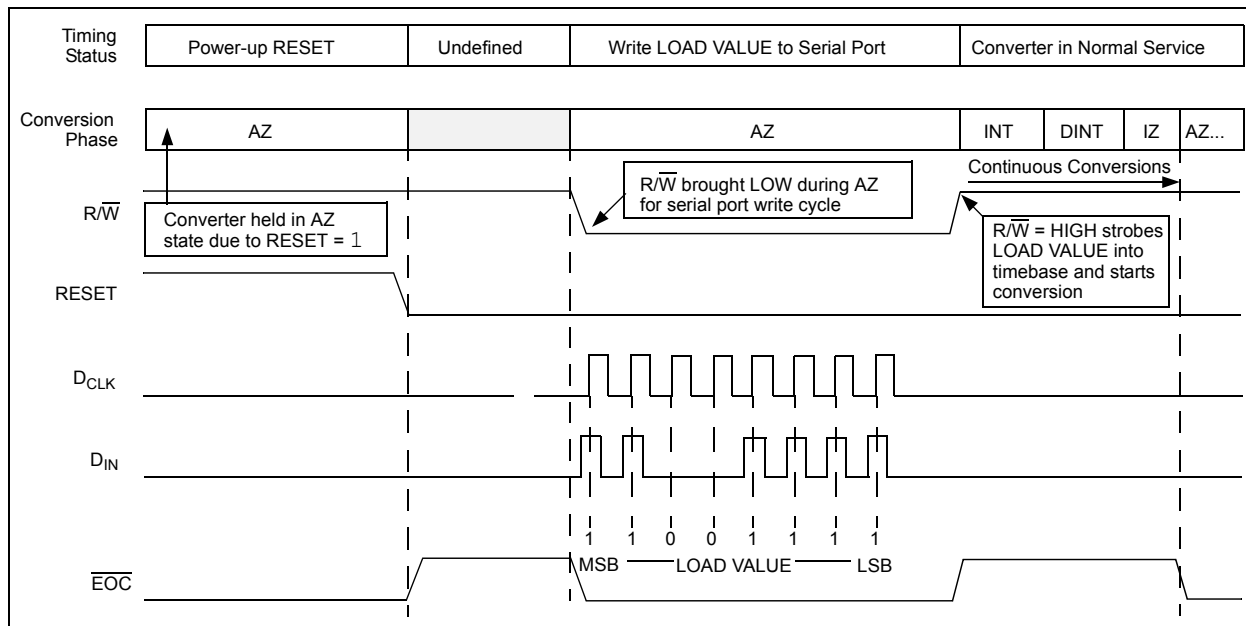 Timing
Status
Power-up RESET
Undefined
Write LOAD VALUE to Serial Port
Converter in Normal Service
Conversion
Phase
AZ
AZ
INT
DINT
IZ
AZ...
Continuous Conversions
R/W̅
R/W̅ brought LOW during AZ
for serial port write cycle
Converter held in AZ
state due to RESET = 1
R/W̅ = HIGH strobes
LOAD VALUE into
timebase and starts
conversion
RESET
DCLK
DIN
1 1 0 0 1 1 1 1
MSB LOAD VALUE LSB
E̅O̅C̅